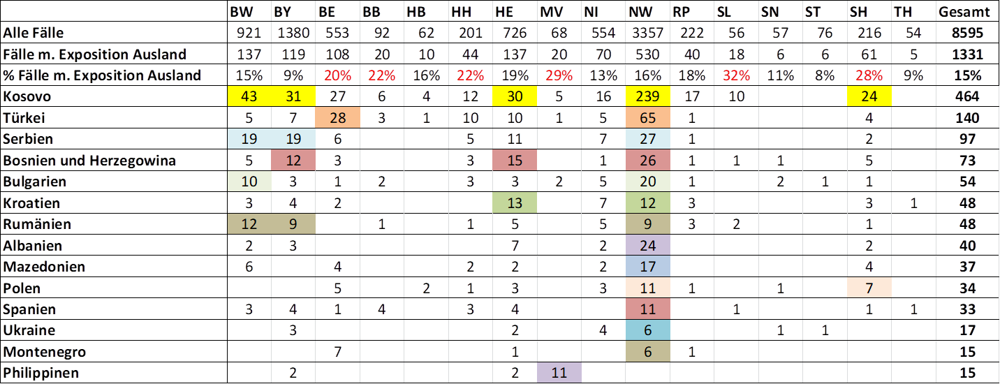 BW BY BE BB HB HH HE MV NI NW RP SL SN ST SH TH Gesamt
Alle Fälle 921 1380 553 92 62 201 726 68 554 3357 222 56 57 76 216 54 8595
Fälle m. Exposition Ausland 137 119 108 20 10 44 137 20 70 530 40 18 6 6 61 5 1331
% Fälle m. Exposition Ausland 15% 9% 20% 22% 16% 22% 19% 29% 13% 16% 18% 32% 11% 8% 28% 9% 15%
Kosovo 43 31 27 6 4 12 30 5 16 239 17 10 24 464
Türkei 5 7 28 3 1 10 10 1 5 65 1 4 140
Serbien 19 19 6 5 11 7 27 1 2 97
Bosnien und Herzegowina 5 12 3 3 15 1 26 1 1 1 5 73
Bulgarien 10 3 1 2 3 3 2 5 20 1 2 1 1 54
Kroatien 3 4 2 13 7 12 3 3 1 48
Rumänien 12 9 1 1 5 5 9 3 2 1 48
Albanien 2 3 7 2 24 2 40
Mazedonien 6 4 2 2 2 17 4 37
Polen 5 2 1 3 3 11 1 1 7 34
Spanien 3 4 1 4 3 4 11 1 1 1 33
Ukraine 3 2 4 6 1 1 17
Montenegro 7 1 6 1 15
Philippinen 2 2 11 15